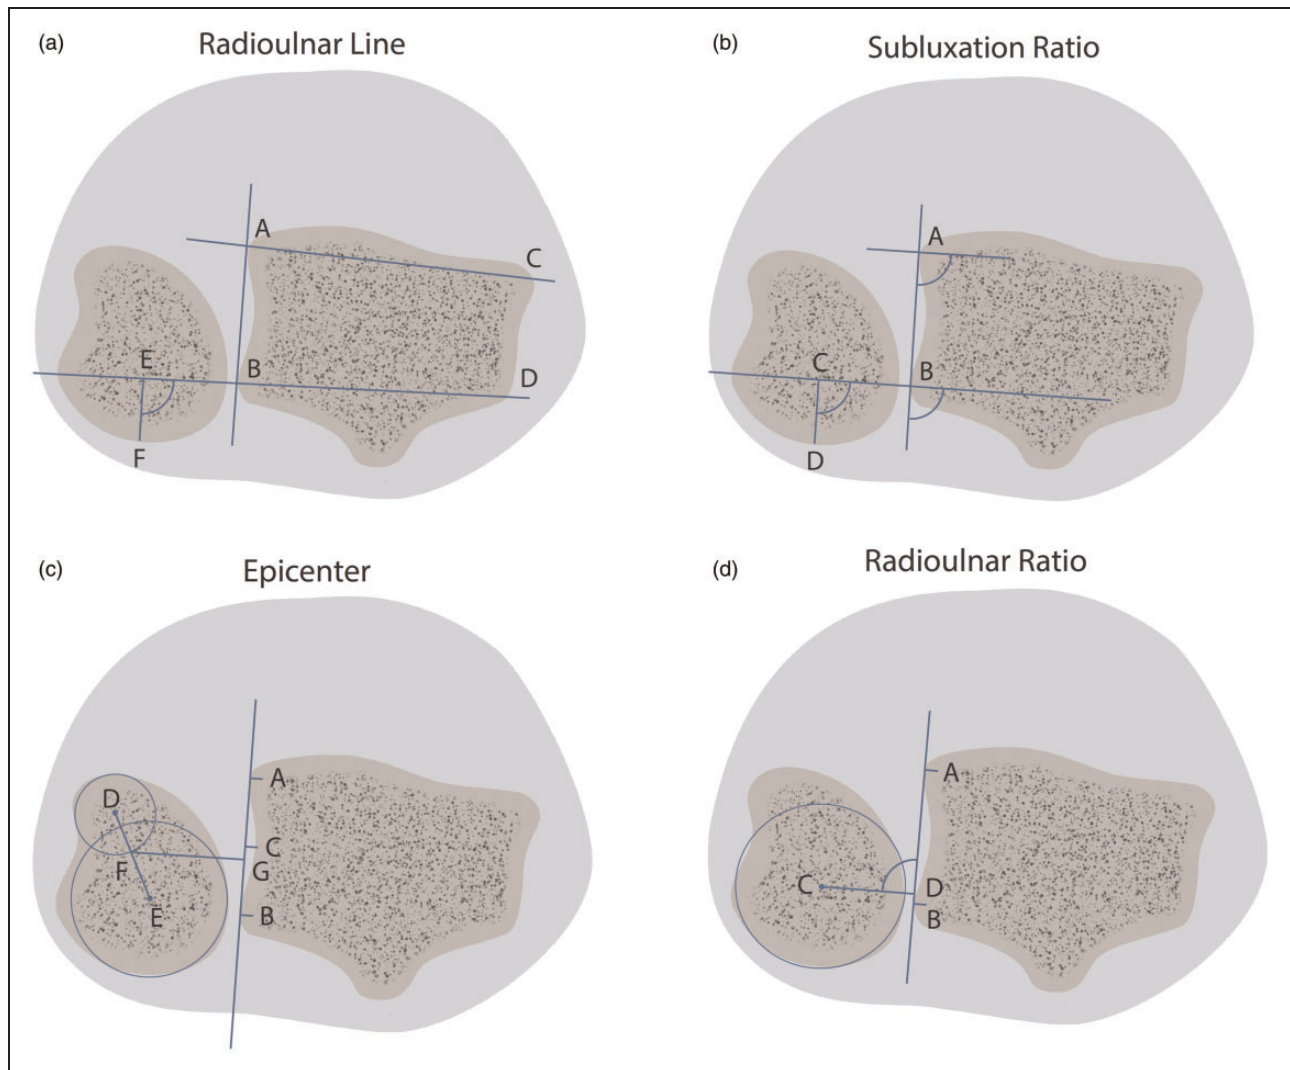 (a)
Radioulnar Line
A
C
E
B
D
F
(b)
Subluxation Ratio
A
C
B
D
(c)
Epicenter
D
A
C
F
G
E
B
(d)
Radioulnar Ratio
A
C
D
B